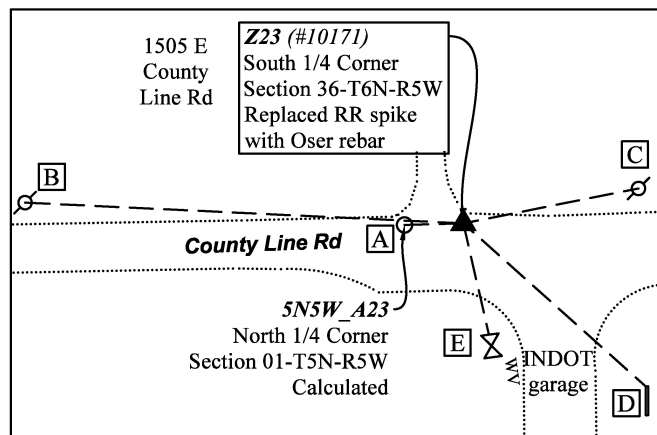 1505 E
County
Line Rd
Z23 (#10171)
South 1/4 Corner
Section 36-T6N-R5W
Replaced RR spike
with Oser rebar
B
C
A
County Line Rd
5N5W_A23
North 1/4 Corner
Section 01-T5N-R5W
Calculated
E
INDOT
garage
D